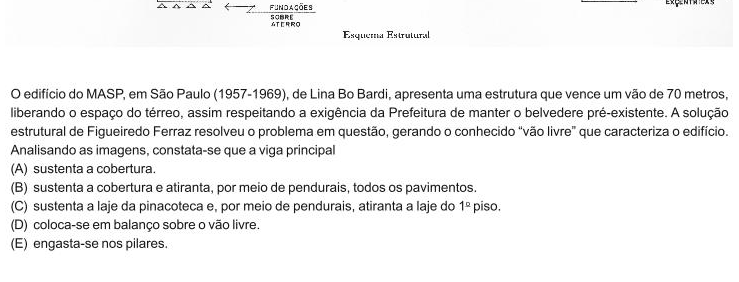 FUNDAÇÕES
SOBRE
ATERRO
EXCENTRICAS
Esquema Estrutural
O edifício do MASP, em São Paulo (1957-1969), de Lina Bo Bardi, apresenta uma estrutura que vence um vão de 70 metros,
liberando o espaço do térreo, assim respeitando a exigência da Prefeitura de manter o belvedere pré-existente. A solução
estrutural de Figueiredo Ferraz resolveu o problema em questão, gerando o conhecido “vão livre” que caracteriza o edifício.
Analisando as imagens, constata-se que a viga principal
(A) sustenta a cobertura.
(B) sustenta a cobertura e atiranta, por meio de pendurais, todos os pavimentos.
(C) sustenta a laje da pinacoteca e, por meio de pendurais, atiranta a laje do 1º piso.
(D) coloca-se em balanço sobre o vão livre.
(E) engasta-se nos pilares.